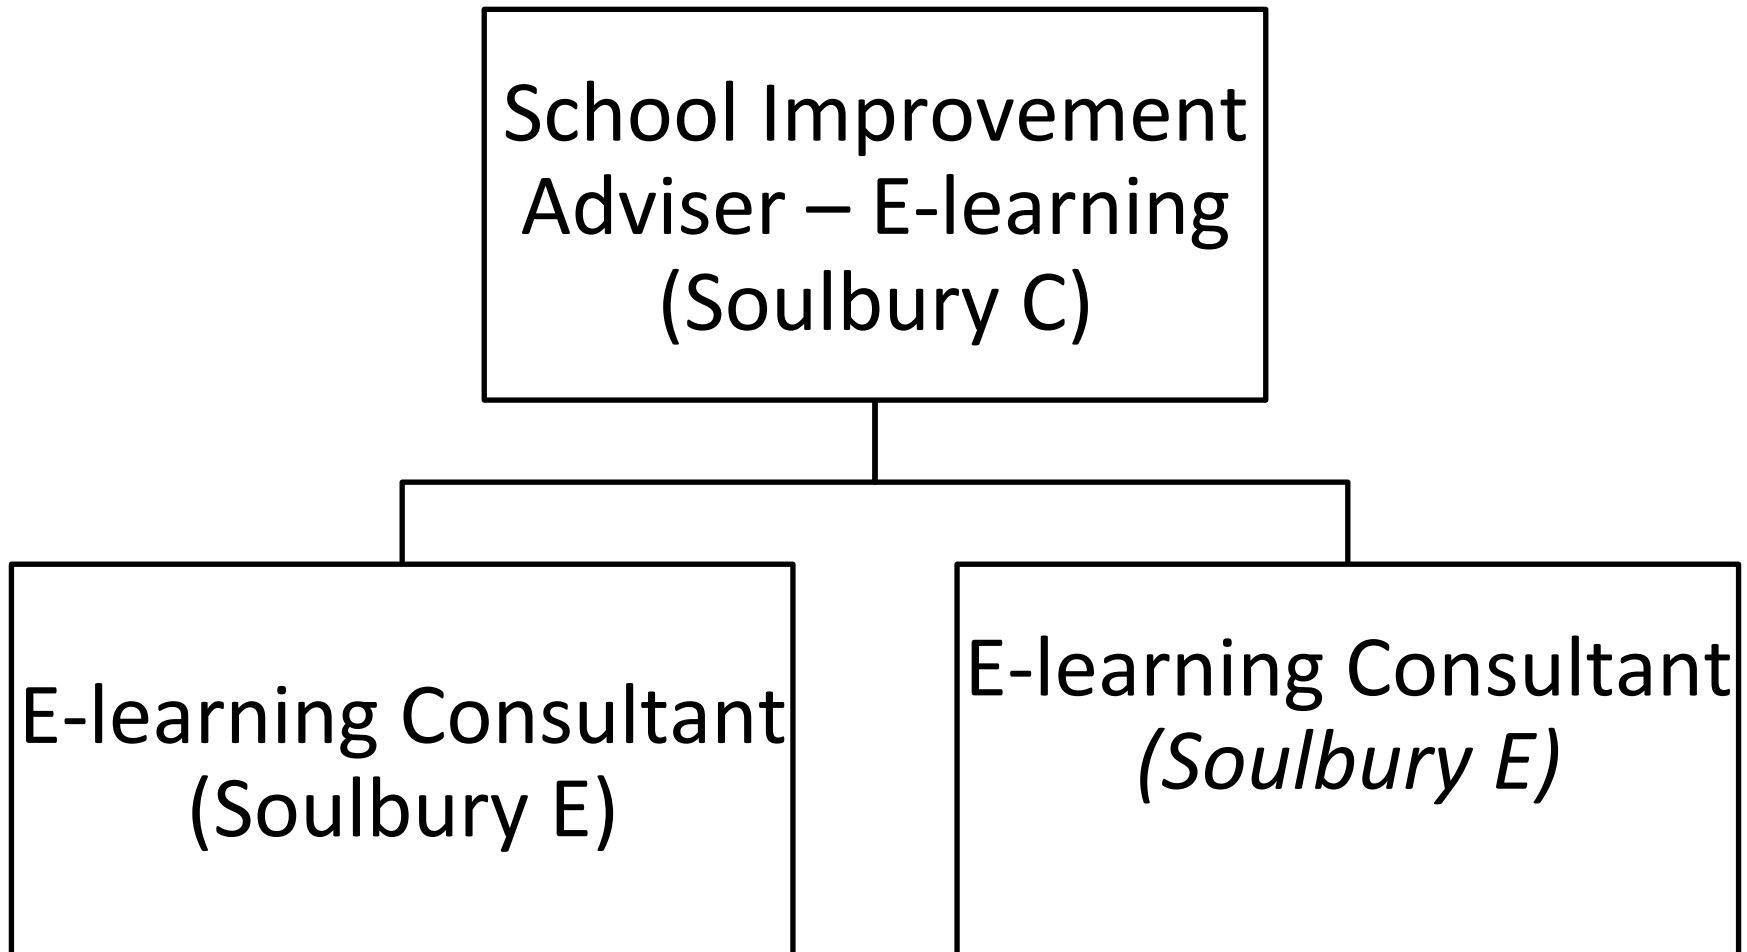 School Improvement
Adviser – E-learning
(Soulbury C)
E-learning Consultant
(Soulbury E)
E-learning Consultant
(Soulbury E)